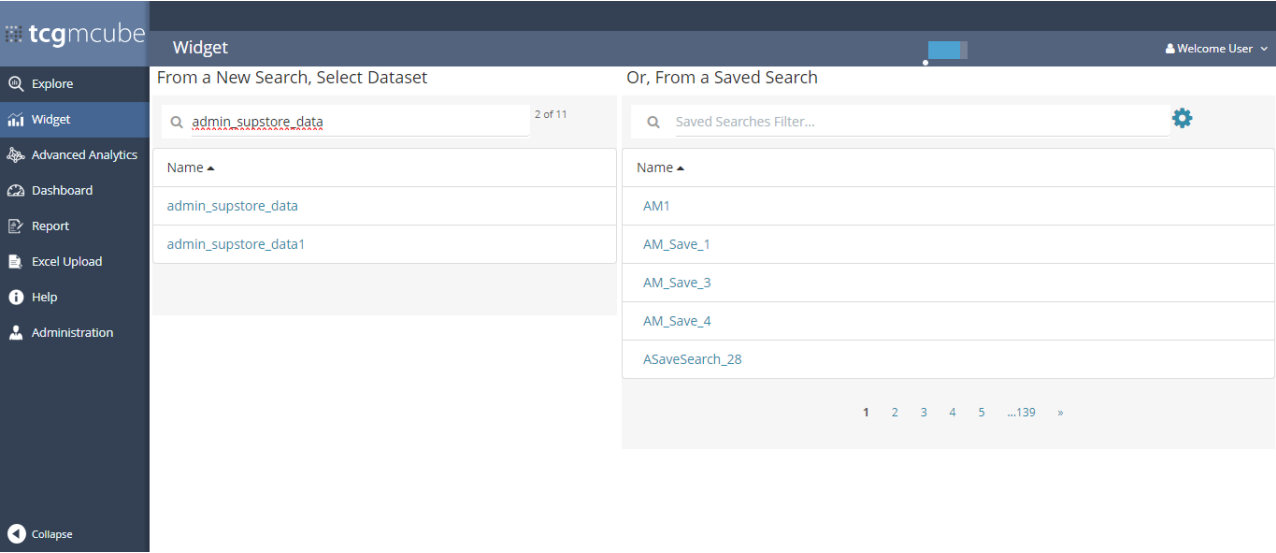 tcgmcube
Widget
Welcome User
Explore
Widget
Advanced Analytics
Dashboard
Report
Excel Upload
Help
Administration
Collapse
From a New Search, Select Dataset
admin_supstore_data
2 of 11
Name
admin_supstore_data
admin_supstore_data1
Or, From a Saved Search
Saved Searches Filter...
Name
AM1
AM_Save_1
AM_Save_3
AM_Save_4
ASaveSearch_28
1 2 3 4 5 ...139 »